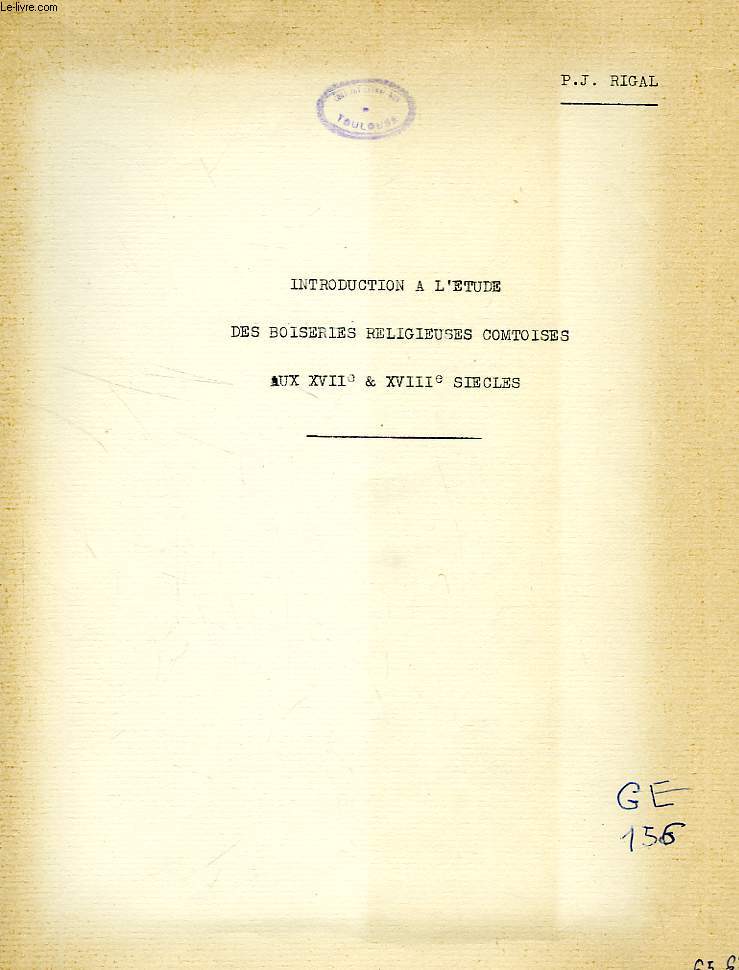 Le-livre.com
P.J. RIGAL
TOULOUSE
INTRODUCTION A L'ETUDE
DES BOISERIES RELIGIEUSES COMTOISES
AUX XVIIe & XVIIIe SIECLES
GE
156